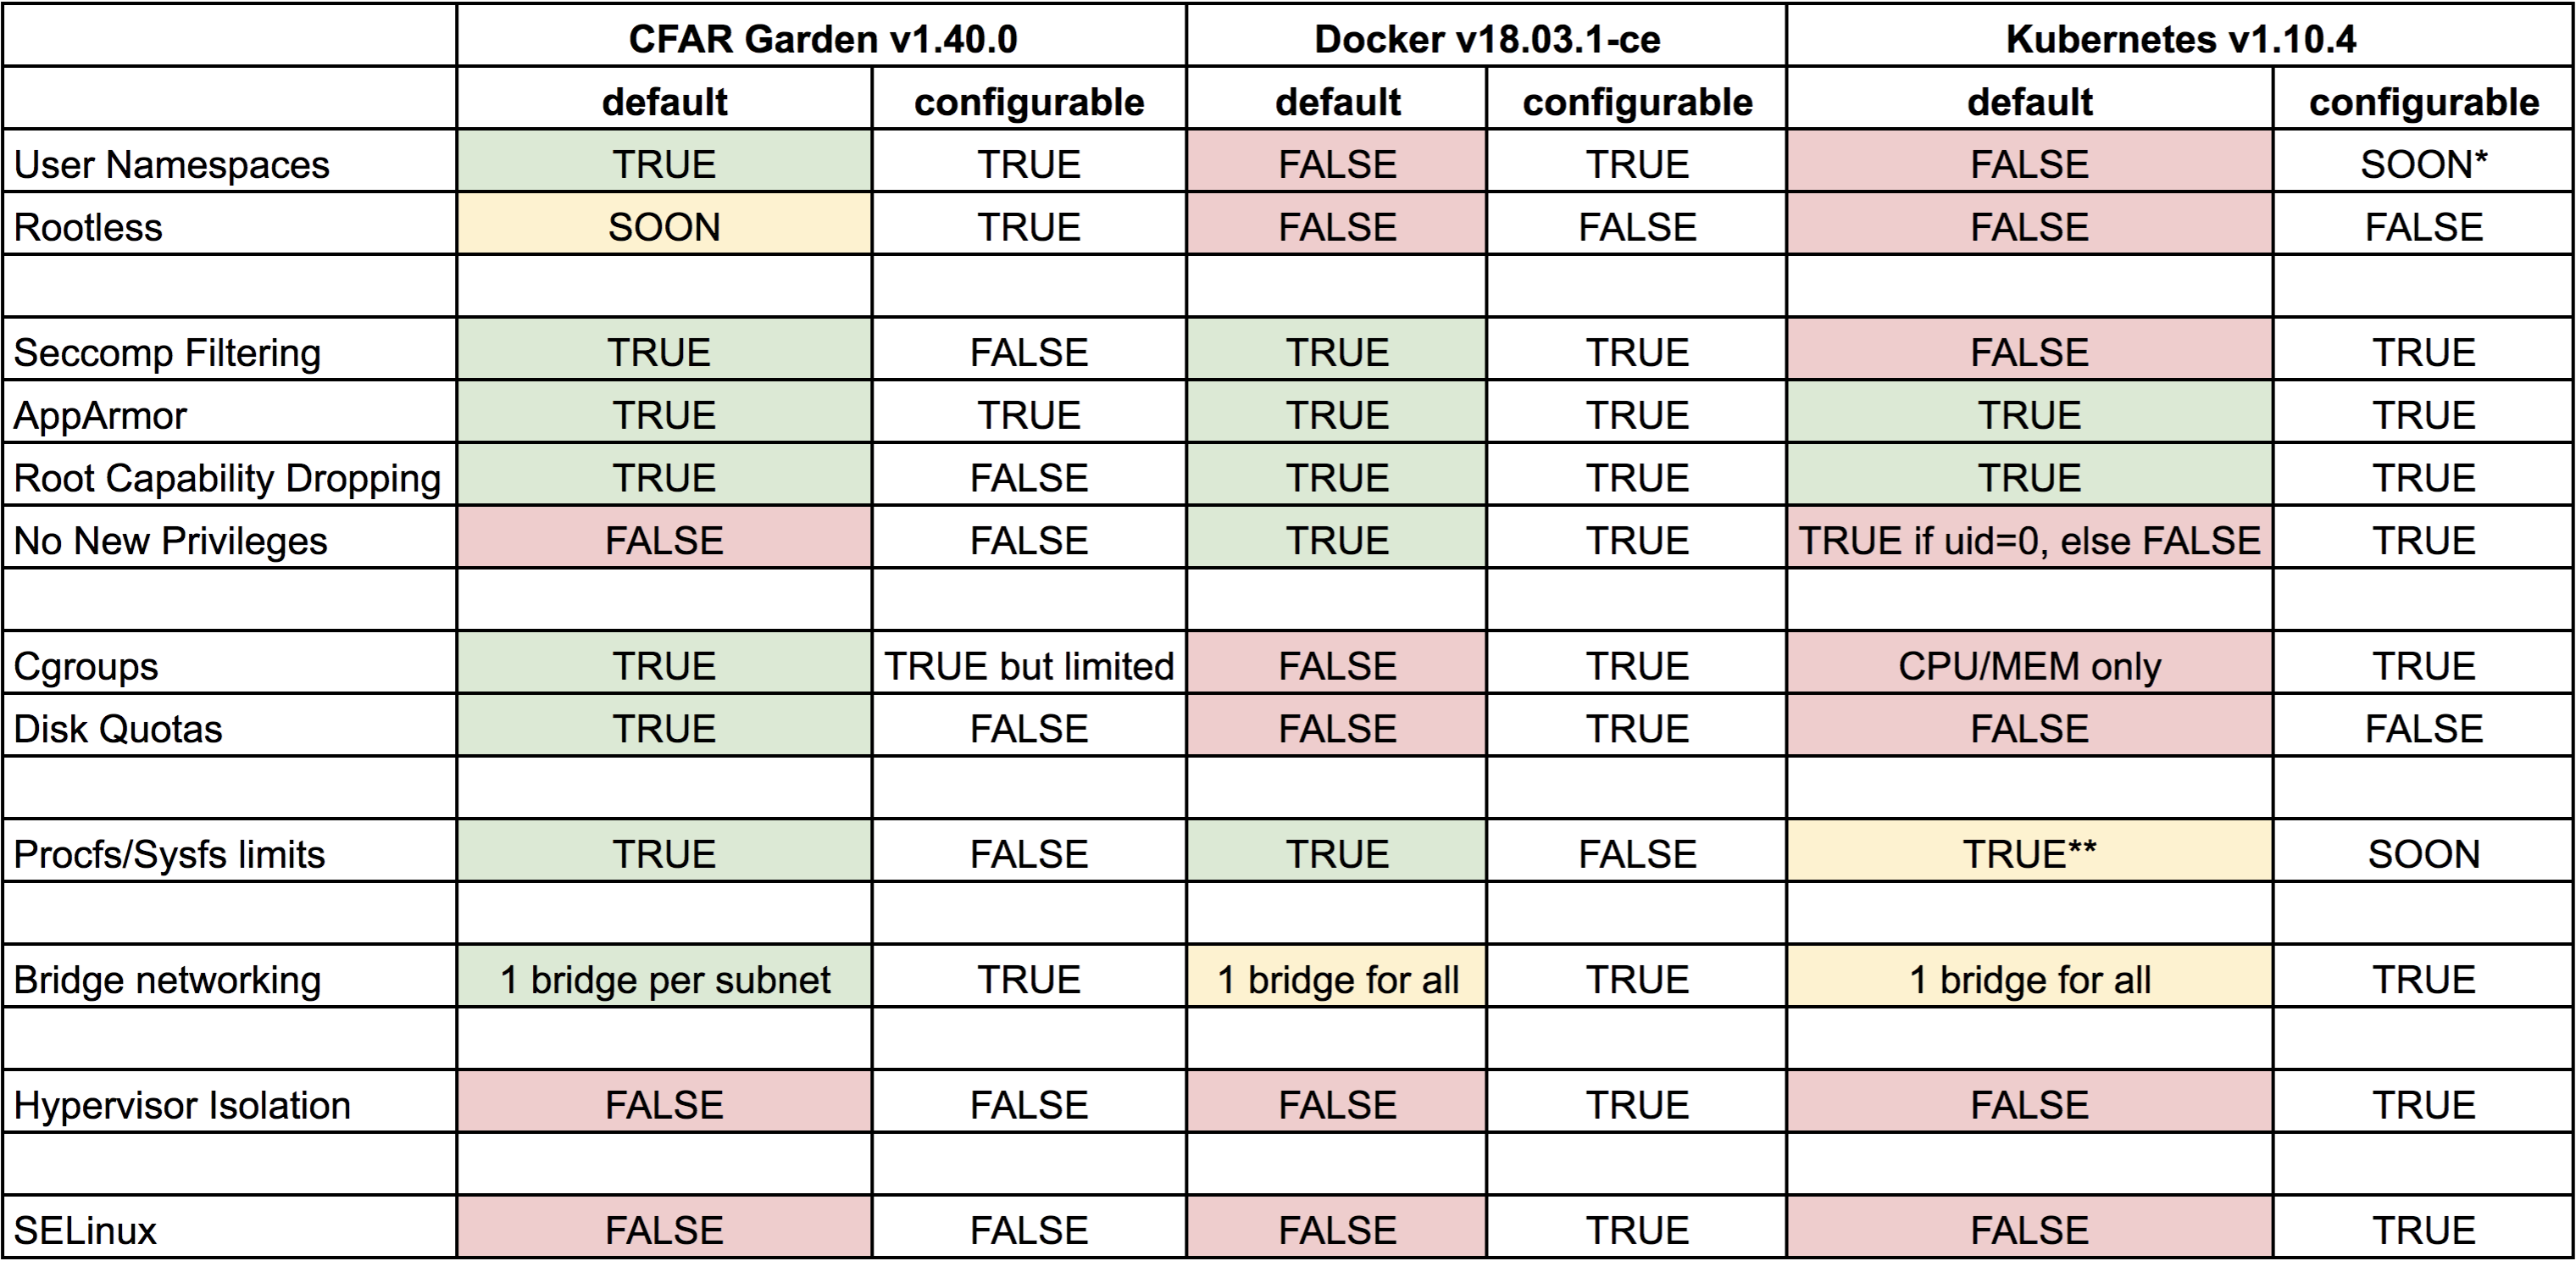 CFAR Garden v1.40.0 Docker v18.03.1-ce Kubernetes v1.10.4
default configurable default configurable default configurable
User Namespaces TRUE TRUE FALSE TRUE FALSE SOON*
Rootless SOON TRUE FALSE FALSE FALSE FALSE
Seccomp Filtering TRUE FALSE TRUE TRUE FALSE TRUE
AppArmor TRUE TRUE TRUE TRUE TRUE TRUE
Root Capability Dropping TRUE FALSE TRUE TRUE TRUE TRUE
No New Privileges FALSE FALSE TRUE TRUE TRUE if uid=0, else FALSE TRUE
Cgroups TRUE TRUE but limited FALSE TRUE CPU/MEM only TRUE
Disk Quotas TRUE FALSE FALSE TRUE FALSE FALSE
Procfs/Sysfs limits TRUE FALSE TRUE FALSE TRUE** SOON
Bridge networking 1 bridge per subnet TRUE 1 bridge for all TRUE 1 bridge for all TRUE
Hypervisor Isolation FALSE FALSE FALSE TRUE FALSE TRUE
SELinux FALSE FALSE FALSE TRUE FALSE TRUE